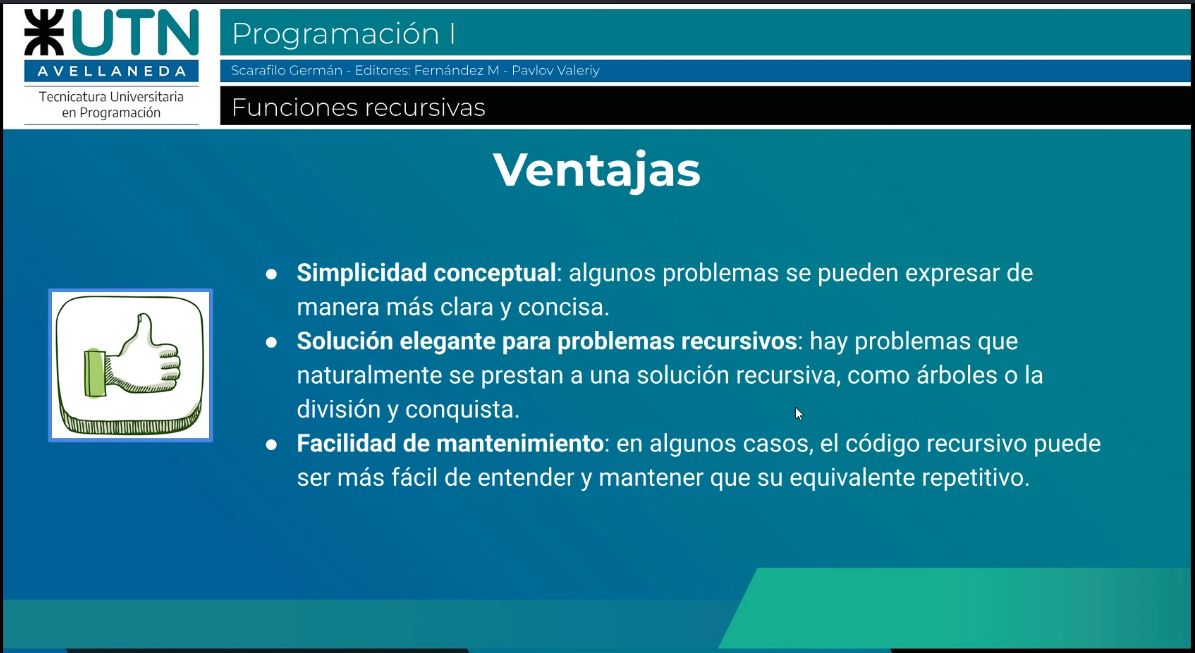 UTN
AVELLANEDA
Tecnicatura Universitaria
en Programación
Programación I
Scarafilo Germán - Editores: Fernández M - Pavlov Valeriy
Funciones recursivas
Ventajas
● Simplicidad conceptual: algunos problemas se pueden expresar de
manera más clara y concisa.
● Solución elegante para problemas recursivos: hay problemas que
naturalmente se prestan a una solución recursiva, como árboles o la
división y conquista.
● Facilidad de mantenimiento: en algunos casos, el código recursivo puede
ser más fácil de entender y mantener que su equivalente repetitivo.